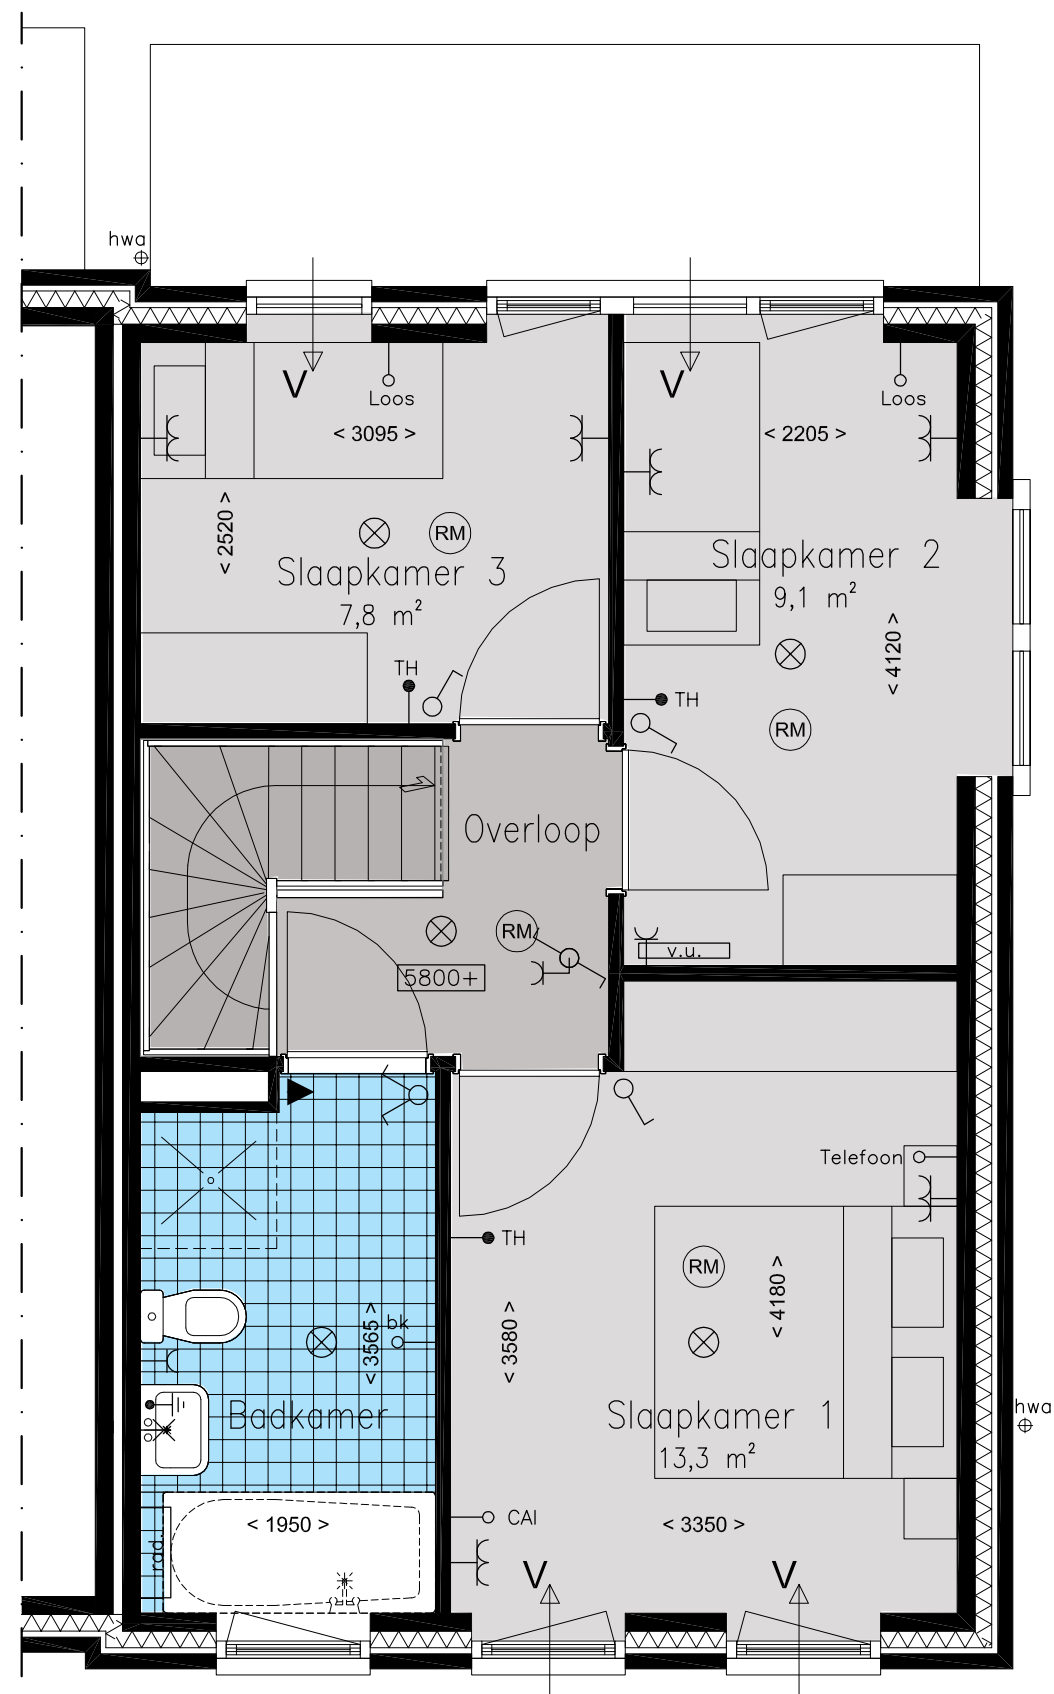 hwa
V
V
Loos
Loos
< 3095 >
< 2205 >
< 2520 >
RM
Slaapkamer 3
7,8 m²
Slaapkamer 2
9,1 m²
< 4120 >
TH
TH
RM
Overloop
RM
5800+
v.u.
Telefoon
TH
RM
< 4180 >
< 3565 >
bk
< 3580 >
Badkamer
Slaapkamer 1
13,3 m²
hwa
< 1950 >
CAI
< 3350 >
rad.
V
V